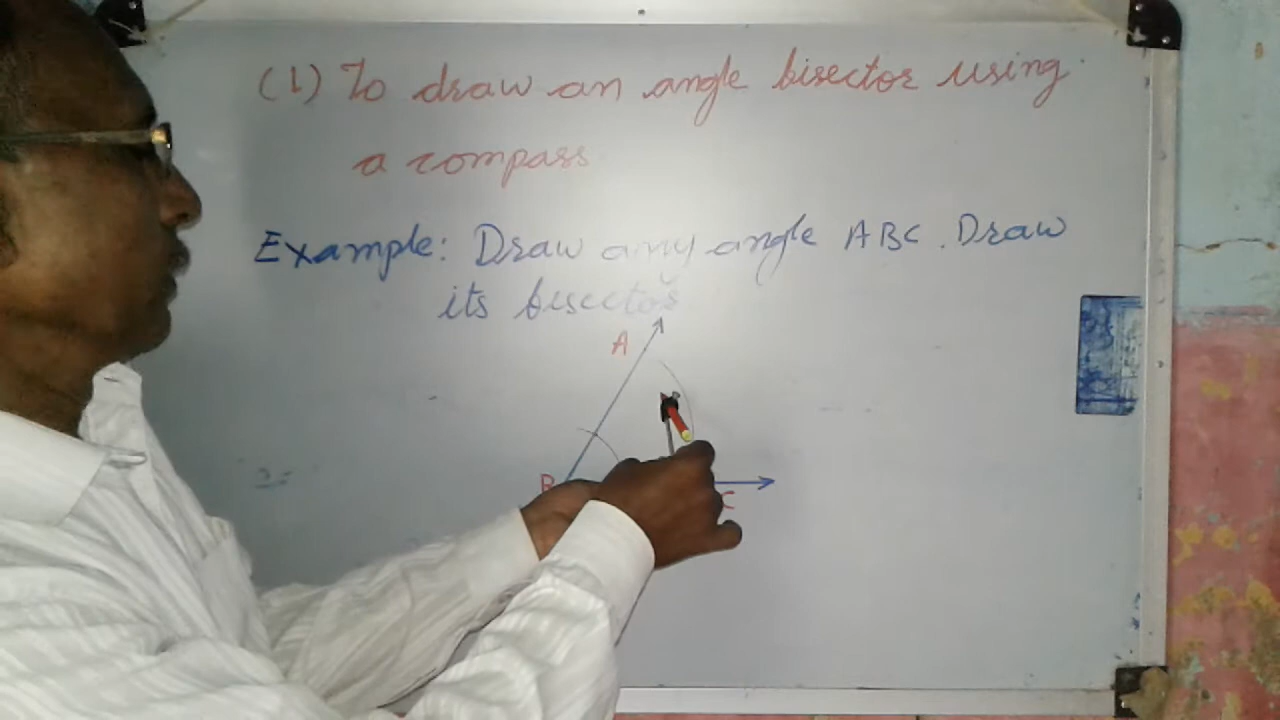 (1) To draw an angle bisector using
a compass
Example: Draw any angle ABC. Draw
its bisector
A
B
C